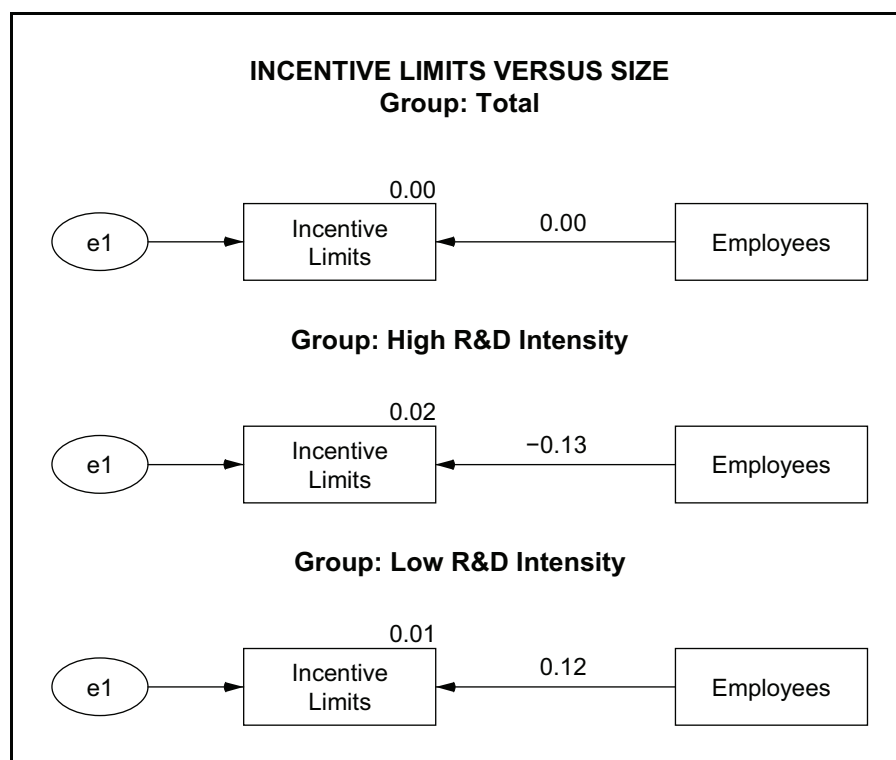 INCENTIVE LIMITS VERSUS SIZE
Group: Total
0.00
e1
Incentive
Limits
0.00
Employees
Group: High R&D Intensity
0.02
e1
Incentive
Limits
−0.13
Employees
Group: Low R&D Intensity
0.01
e1
Incentive
Limits
0.12
Employees